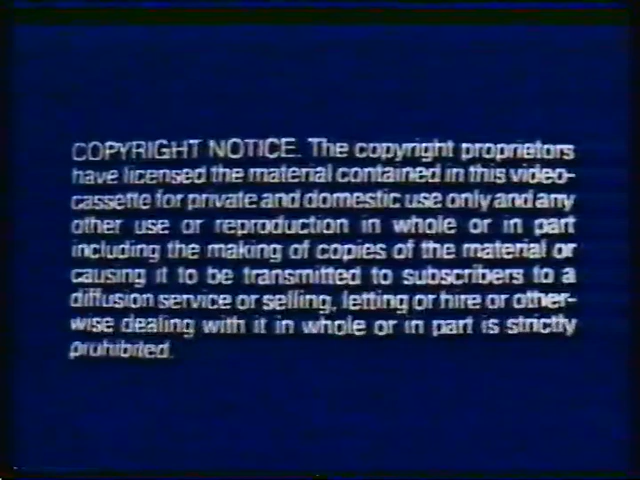 COPYRIGHT NOTICE. The copyright proprietors
have licensed the material contained in this video-
cassette for private and domestic use only and any
other use or reproduction in whole or in part
including the making of copies of the material or
causing it to be transmitted to subscribers to a
diffusion service or selling, letting or hire or other-
wise dealing with it in whole or in part is strictly
prohibited.